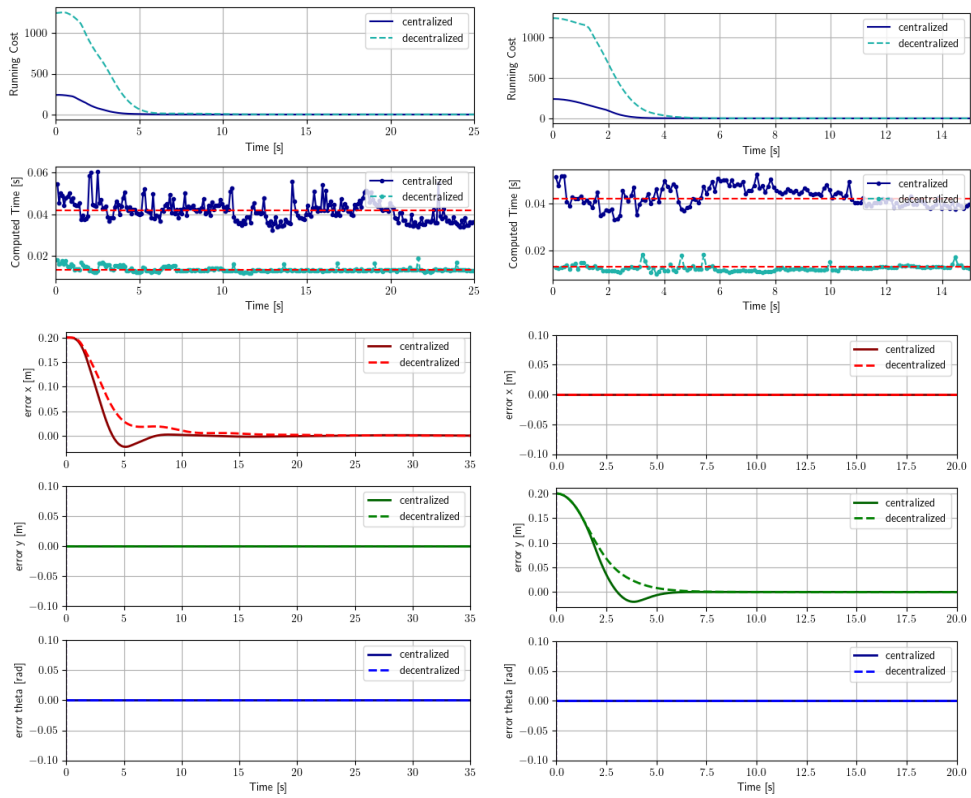 Running Cost
1000
500
0
centralized
decentralized
0 5 10 15 20 25
Time [s]
Running Cost
1000
500
0
centralized
decentralized
0 2 4 6 8 10 12 14
Time [s]
Computed Time [s]
0.06
0.04
0.02
centralized
decentralized
0 5 10 15 20 25
Time [s]
Computed Time [s]
0.04
0.02
centralized
decentralized
0 2 4 6 8 10 12 14
Time [s]
error x [m]
0.20
0.15
0.10
0.05
0.00
centralized
decentralized
0 5 10 15 20 25 30 35
error x [m]
0.10
0.05
0.00
−0.05
−0.10
centralized
decentralized
0.0 2.5 5.0 7.5 10.0 12.5 15.0 17.5 20.0
error y [m]
0.10
0.05
0.00
−0.05
−0.10
centralized
decentralized
0 5 10 15 20 25 30 35
error y [m]
0.20
0.15
0.10
0.05
0.00
centralized
decentralized
0.0 2.5 5.0 7.5 10.0 12.5 15.0 17.5 20.0
error theta [rad]
0.10
0.05
0.00
−0.05
−0.10
centralized
decentralized
0 5 10 15 20 25 30 35
Time [s]
error theta [rad]
0.10
0.05
0.00
−0.05
−0.10
centralized
decentralized
0.0 2.5 5.0 7.5 10.0 12.5 15.0 17.5 20.0
Time [s]